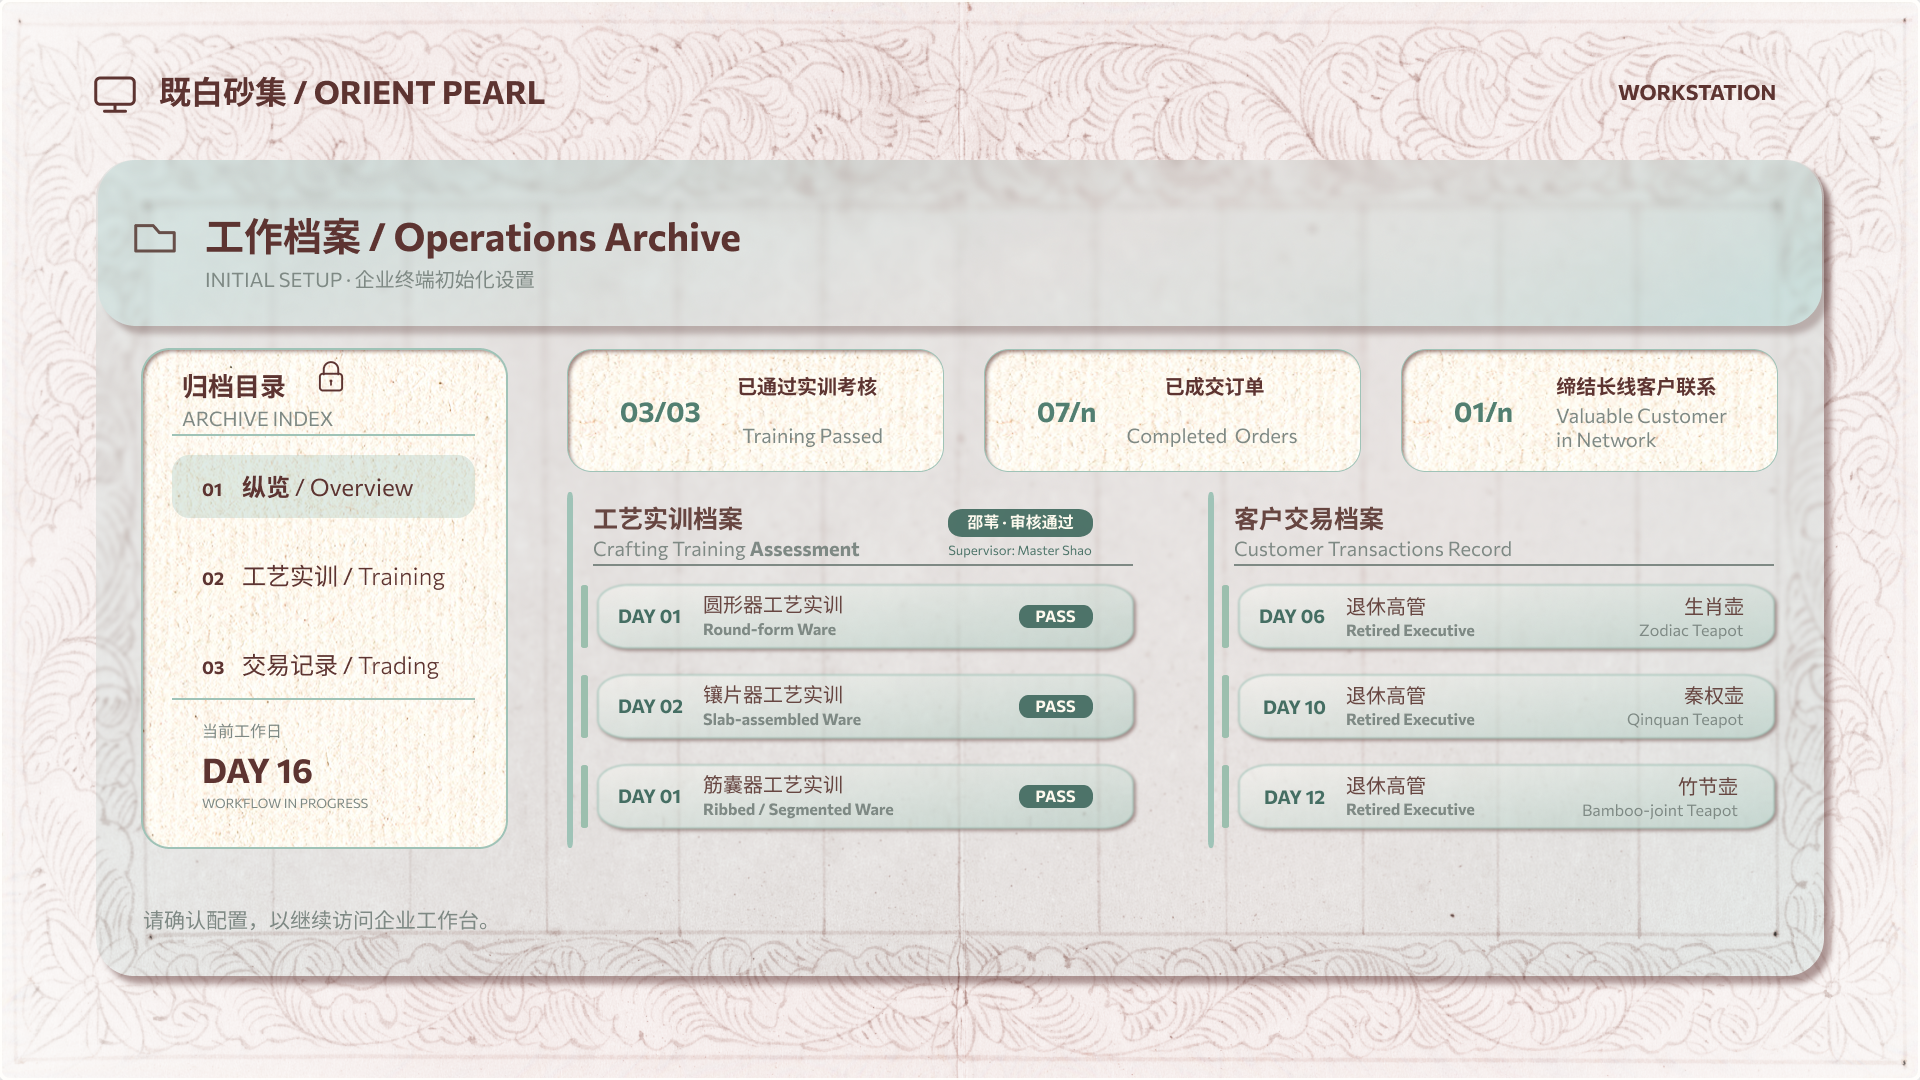 既白砂集 / ORIENT PEARL
WORKSTATION
工作档案 / Operations Archive
INITIAL SETUP · 企业终端初始化设置
归档目录
ARCHIVE INDEX
01 纵览 / Overview
02 工艺实训 / Training
03 交易记录 / Trading
当前工作日
DAY 16
WORKFLOW IN PROGRESS
03/03
已通过实训考核
Training Passed
07/n
已成交订单
Completed Orders
01/n
缔结长线客户联系
Valuable Customer
in Network
工艺实训档案
Crafting Training Assessment
邵苇 · 审核通过
Supervisor: Master Shao
DAY 01
圆形器工艺实训
Round-form Ware
PASS
DAY 02
镶片器工艺实训
Slab-assembled Ware
PASS
DAY 01
筋囊器工艺实训
Ribbed / Segmented Ware
PASS
客户交易档案
Customer Transactions Record
DAY 06
退休高管
Retired Executive
生肖壶
Zodiac Teapot
DAY 10
退休高管
Retired Executive
秦权壶
Qinquan Teapot
DAY 12
退休高管
Retired Executive
竹节壶
Bamboo-joint Teapot
请确认配置，以继续访问企业工作台。